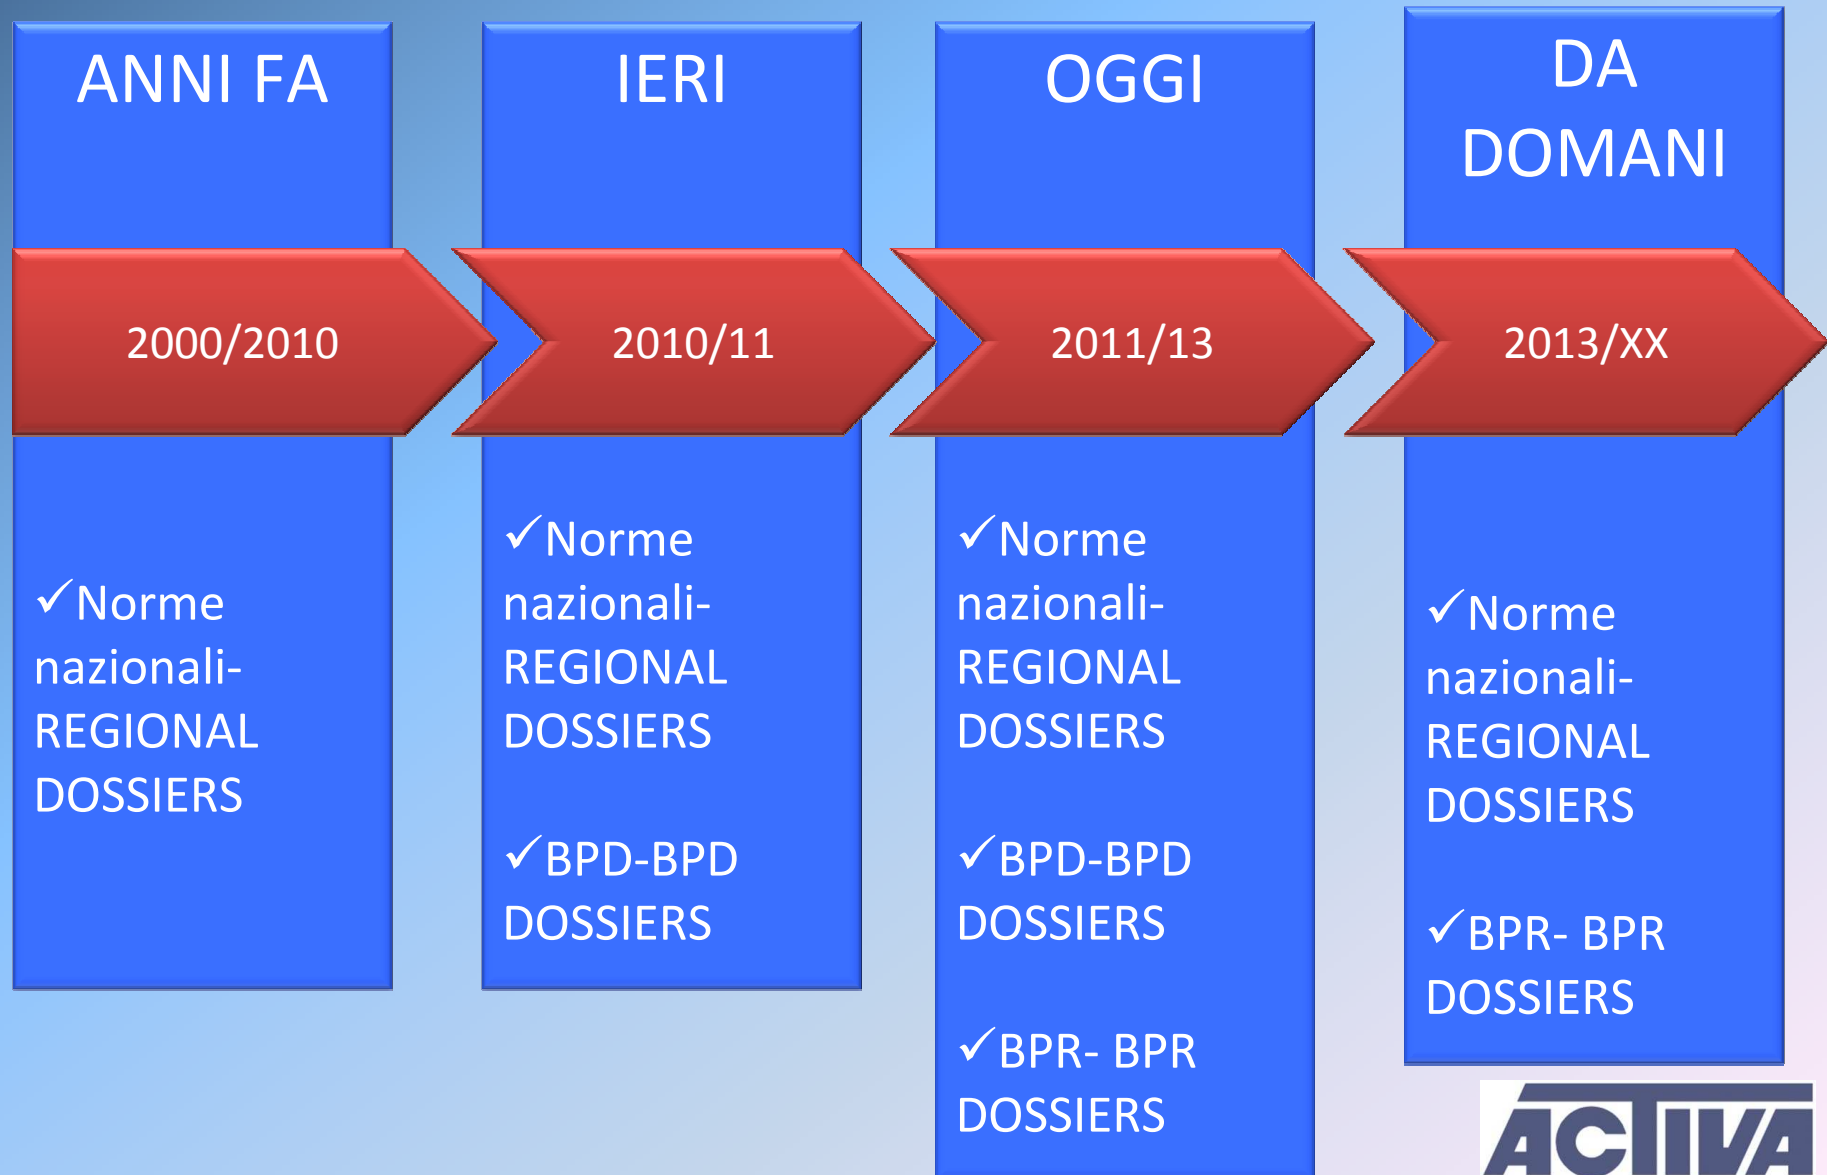 ANNI FA
2000/2010
✓Norme
nazionali-
REGIONAL
DOSSIERS
IERI
2010/11
✓Norme
nazionali-
REGIONAL
DOSSIERS
✓BPD-BPD
DOSSIERS
OGGI
2011/13
✓Norme
nazionali-
REGIONAL
DOSSIERS
✓BPD-BPD
DOSSIERS
✓BPR- BPR
DOSSIERS
DA
DOMANI
2013/XX
✓Norme
nazionali-
REGIONAL
DOSSIERS
✓BPR- BPR
DOSSIERS
ACTIVA